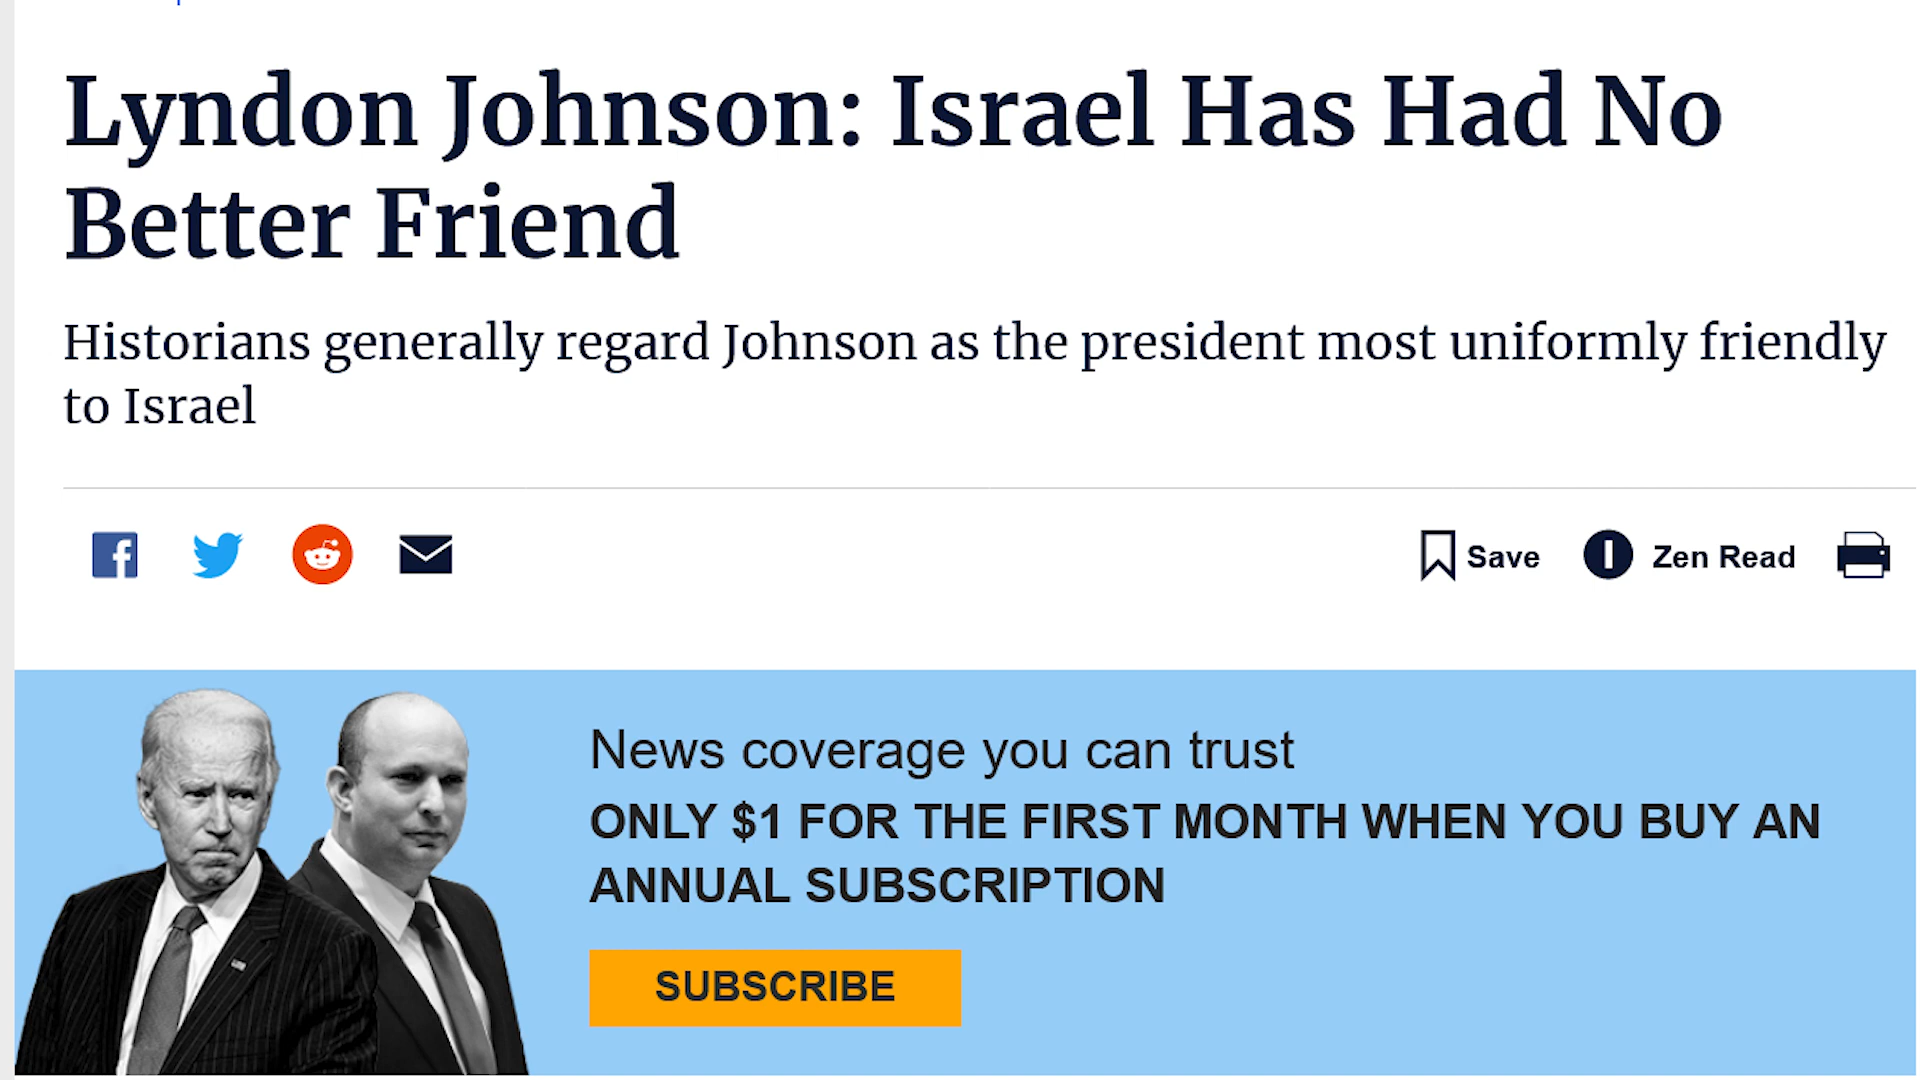 Lyndon Johnson: Israel Has Had No
Better Friend
Historians generally regard Johnson as the president most uniformly friendly
to Israel
Save
Zen Read
News coverage you can trust
ONLY $1 FOR THE FIRST MONTH WHEN YOU BUY AN
ANNUAL SUBSCRIPTION
SUBSCRIBE